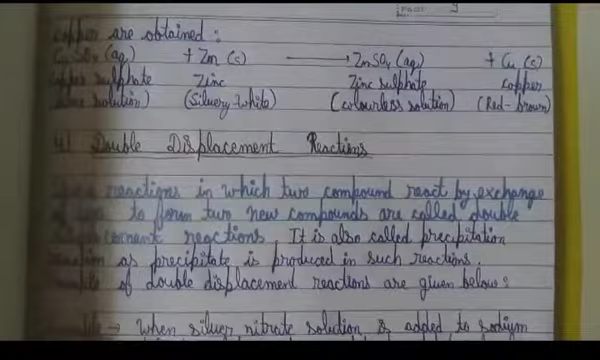 copper are obtained :
CuSO4 (aq) + Zn (s) → ZnSO4 (aq) + Cu (s)
sulphate Zinc Zinc sulphate Copper
solution) (Silvery-white) (colourless solution) (Red-brown)
4) Double Displacement Reactions
reactions in which two compound react by exchange
to form two new compounds are called double
reactions. It is also called precipitation
as precipitate is produced in such reactions.
of double displacement reactions are given below :
→ When silver nitrate solution is added to sodium